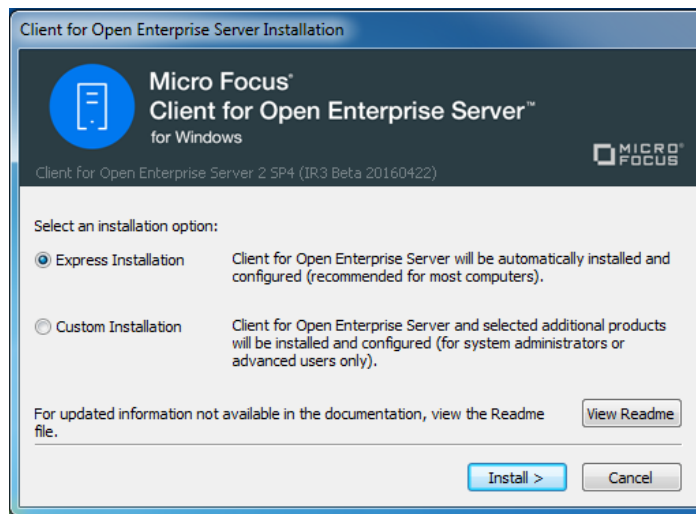 Client for Open Enterprise Server Installation
Micro Focus®
Client for Open Enterprise Server™
for Windows
MICRO®
FOCUS
Client for Open Enterprise Server 2 SP4 (IR3 Beta 20160422)
Select an installation option:
Express Installation
Client for Open Enterprise Server will be automatically installed and
configured (recommended for most computers).
Custom Installation
Client for Open Enterprise Server and selected additional products
will be installed and configured (for system administrators or
advanced users only).
For updated information not available in the documentation, view the Readme
file.
View Readme
Install >
Cancel